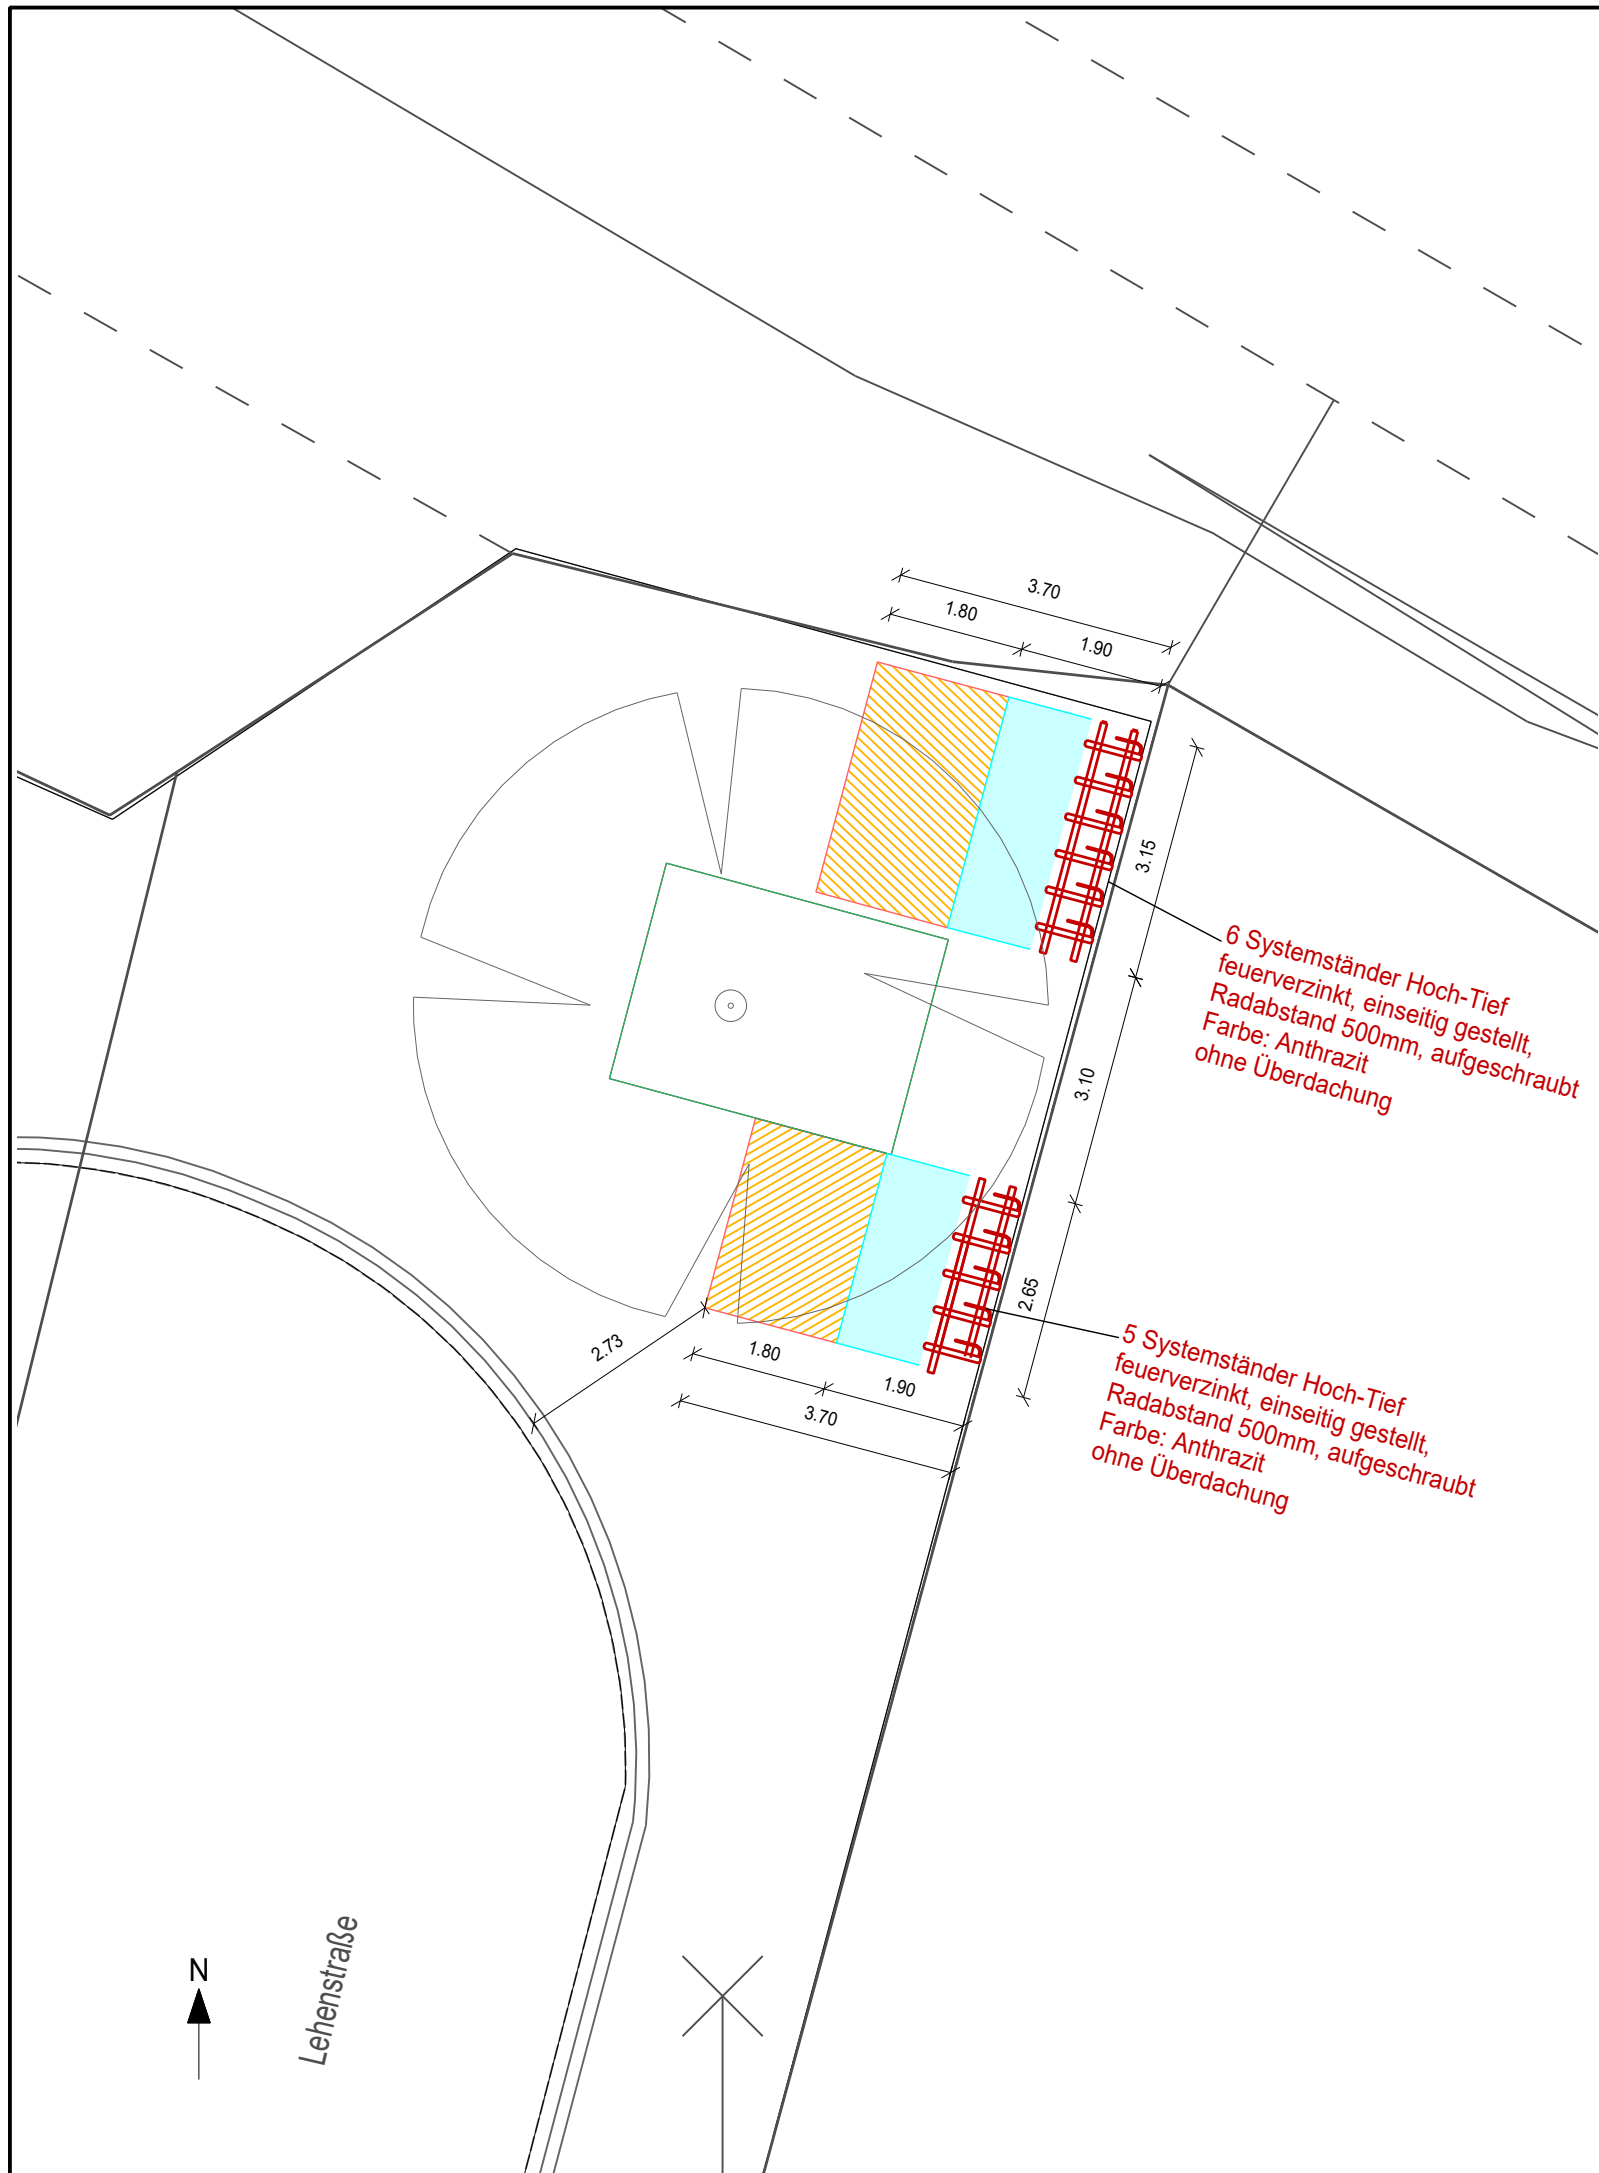 3.70
1.80
1.90
3.15
6 Systemständer Hoch-Tief
feuerverzinkt, einseitig gestellt,
Radabstand 500mm, aufgeschraubt
Farbe: Anthrazit
ohne Überdachung
3.10
2.65
5 Systemständer Hoch-Tief
feuerverzinkt, einseitig gestellt,
Radabstand 500mm, aufgeschraubt
Farbe: Anthrazit
ohne Überdachung
2.73
1.80
1.90
3.70
N
Lehenstraße